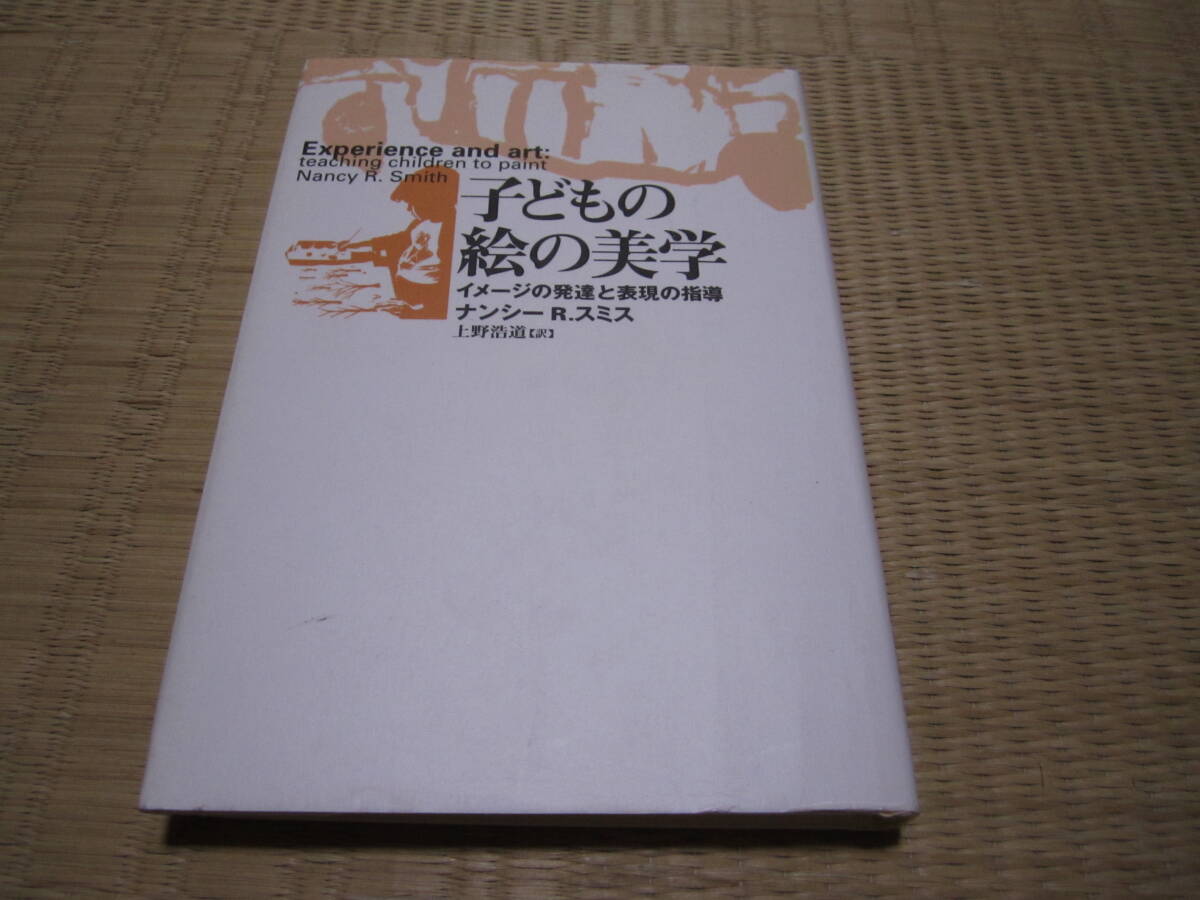 Experience and art:
teaching children to paint
Nancy R. Smith
子どもの
絵の美学
イメージの発達と表現の指導
ナンシー R.スミス
上野浩道【訳】